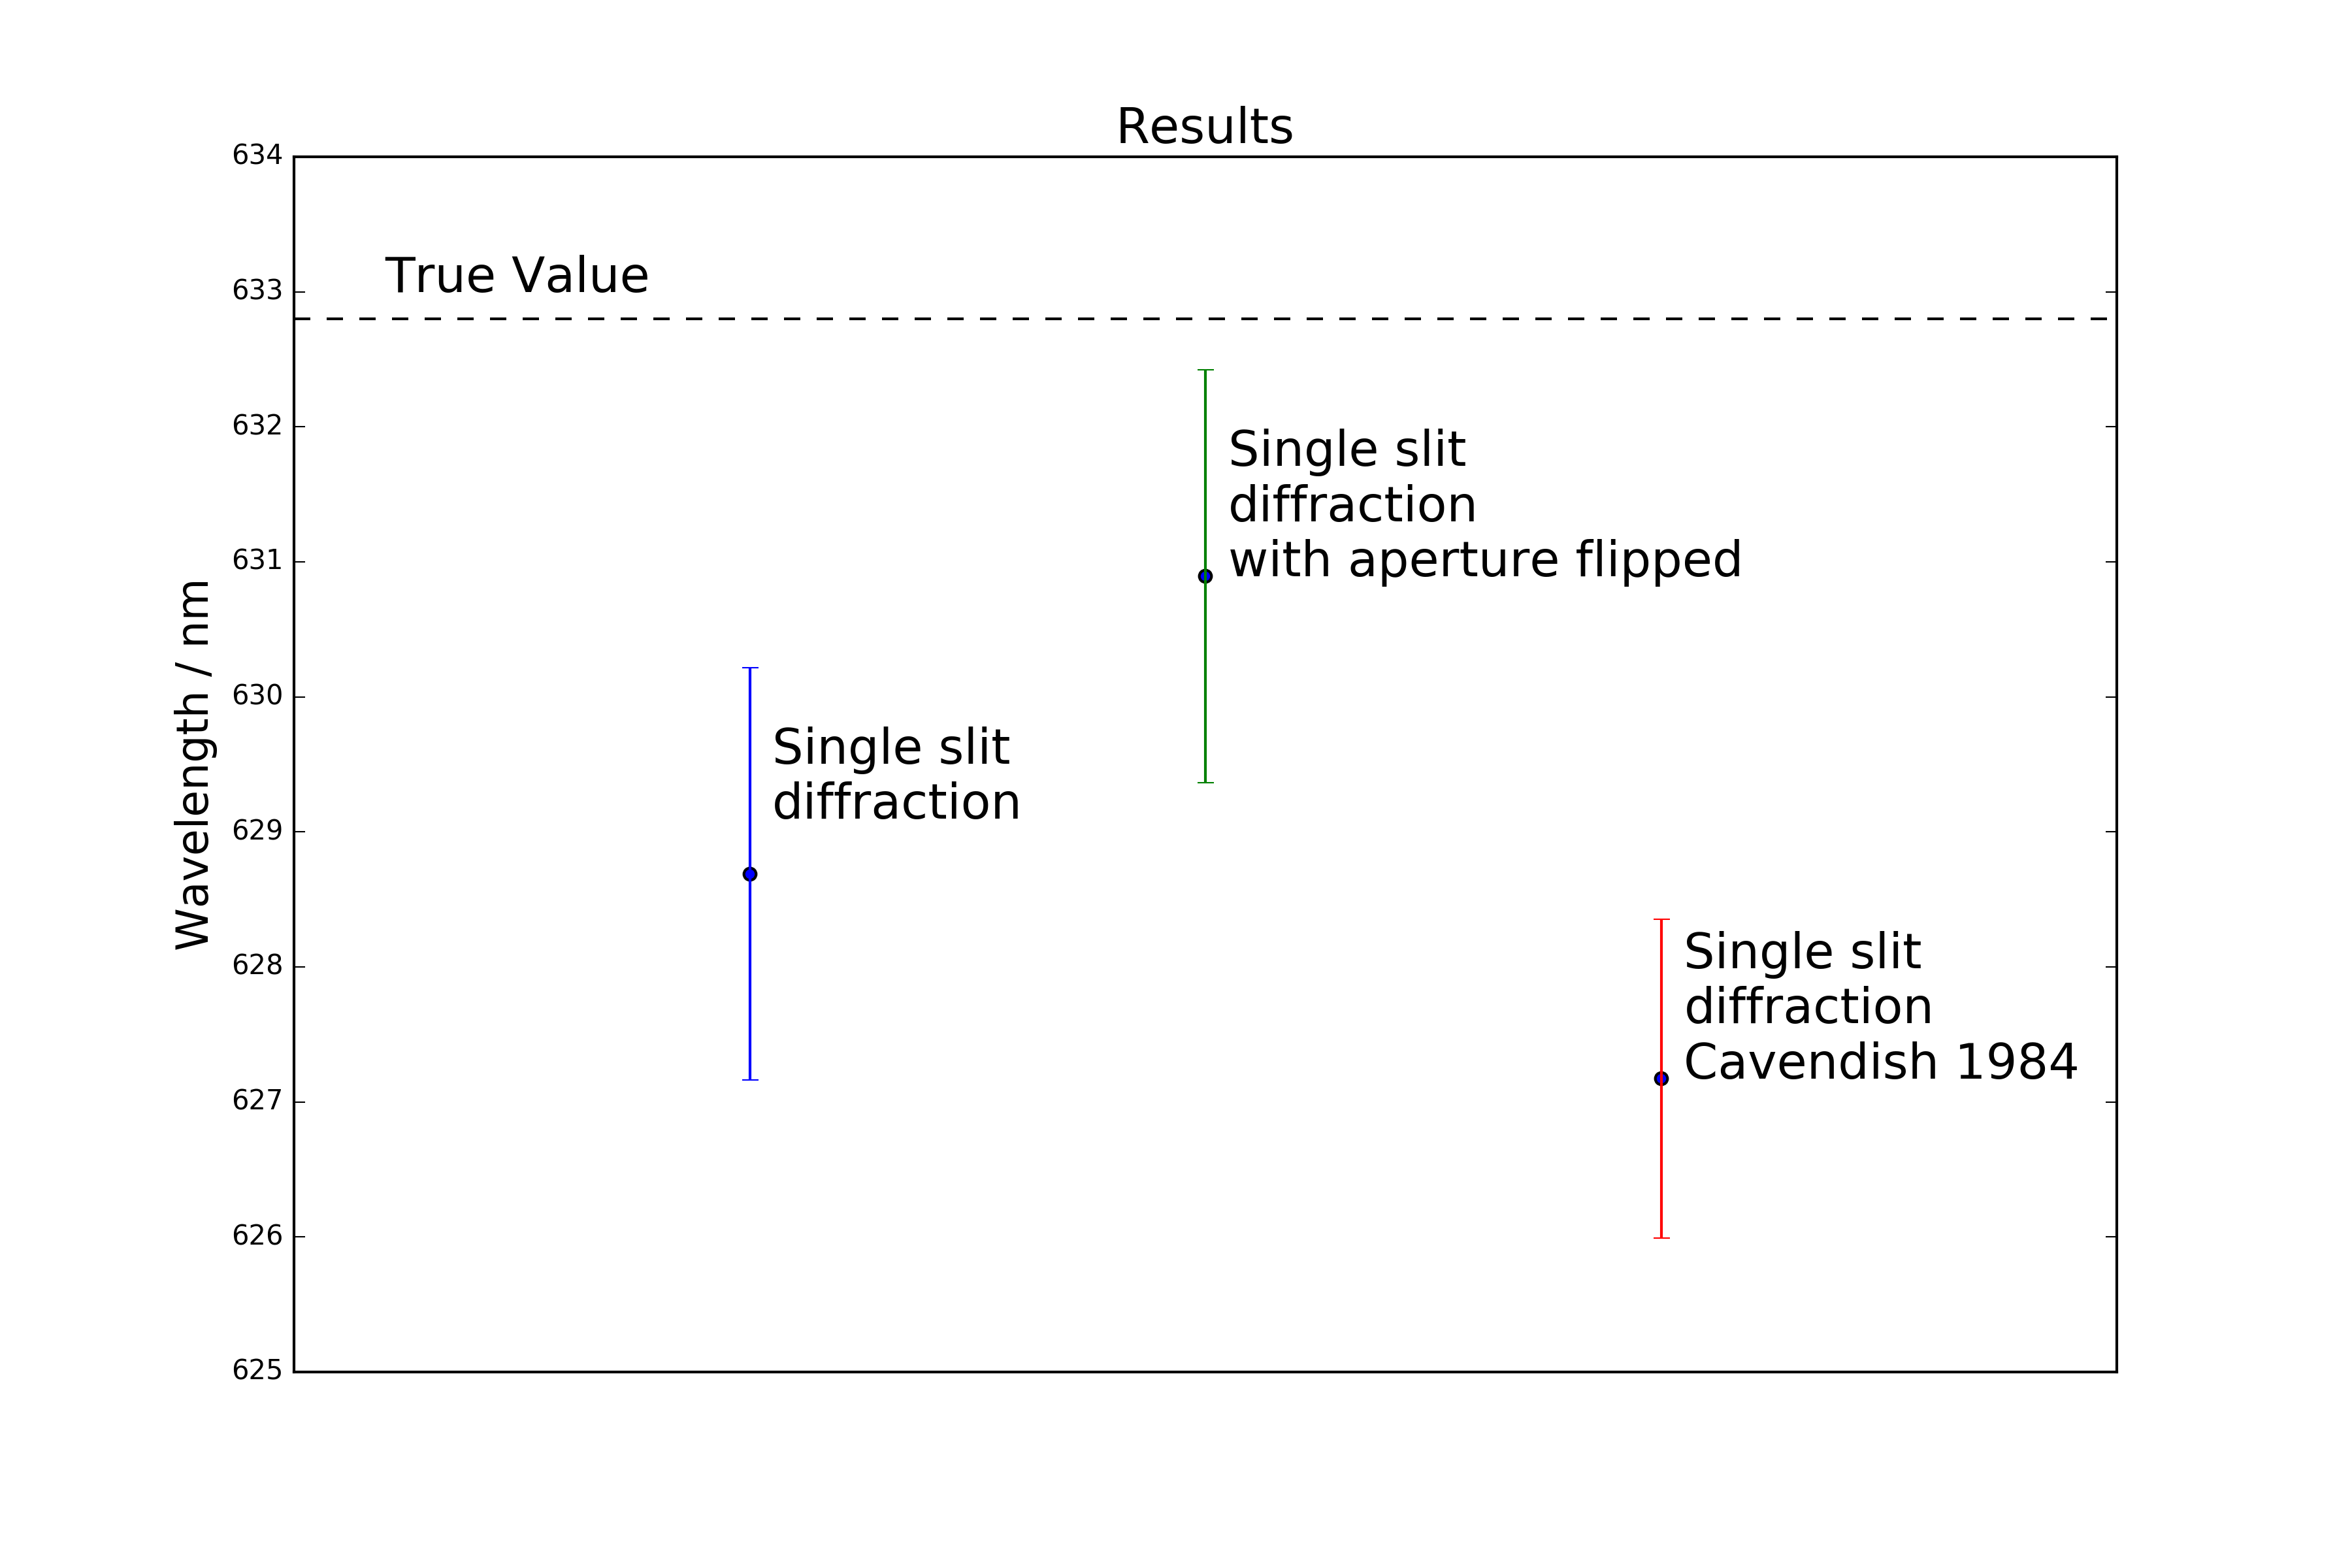 Results
634
633
632
631
630
629
628
627
626
625
Wavelength / nm
True Value
Single slit
diffraction
with aperture flipped
Single slit
diffraction
Single slit
diffraction
Cavendish 1984